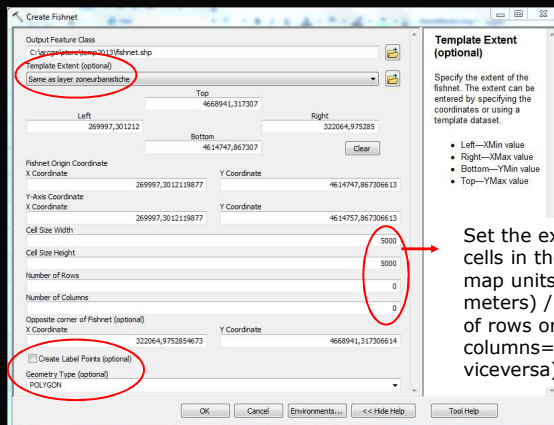 Create Fishnet
Output Feature Class
C:\arcgis\store\temp2013\fishnet.shp
Template Extent (optional)
Same as layer zoneurbanistiche
Top
4668941,317307
Left
Right
269997,301212
322064,975285
Bottom
4614747,867307
Clear
Fishnet Origin Coordinate
X Coordinate
Y Coordinate
269997,3012119877
4614747,867306613
Y-Axis Coordinate
X Coordinate
Y Coordinate
269997,3012119877
4614757,867306613
Cell Size Width
5000
Cell Size Height
5000
Number of Rows
0
Number of Columns
0
Opposite corner of Fishnet (optional)
X Coordinate
Y Coordinate
322064,9752854673
4668941,317306614
Create Label Points (optional)
Geometry Type (optional)
POLYGON
OK
Cancel
Environments...
<< Hide Help
Tool Help
Template Extent
(optional)
Specify the extent of the
fishnet. The extent can be
entered by specifying the
coordinates or using a
template dataset.
• Left—XMin value
• Right—XMax value
• Bottom—YMin value
• Top—YMax value
Set the ex
cells in the
map units
meters) /
of rows or
columns=
viceversa)